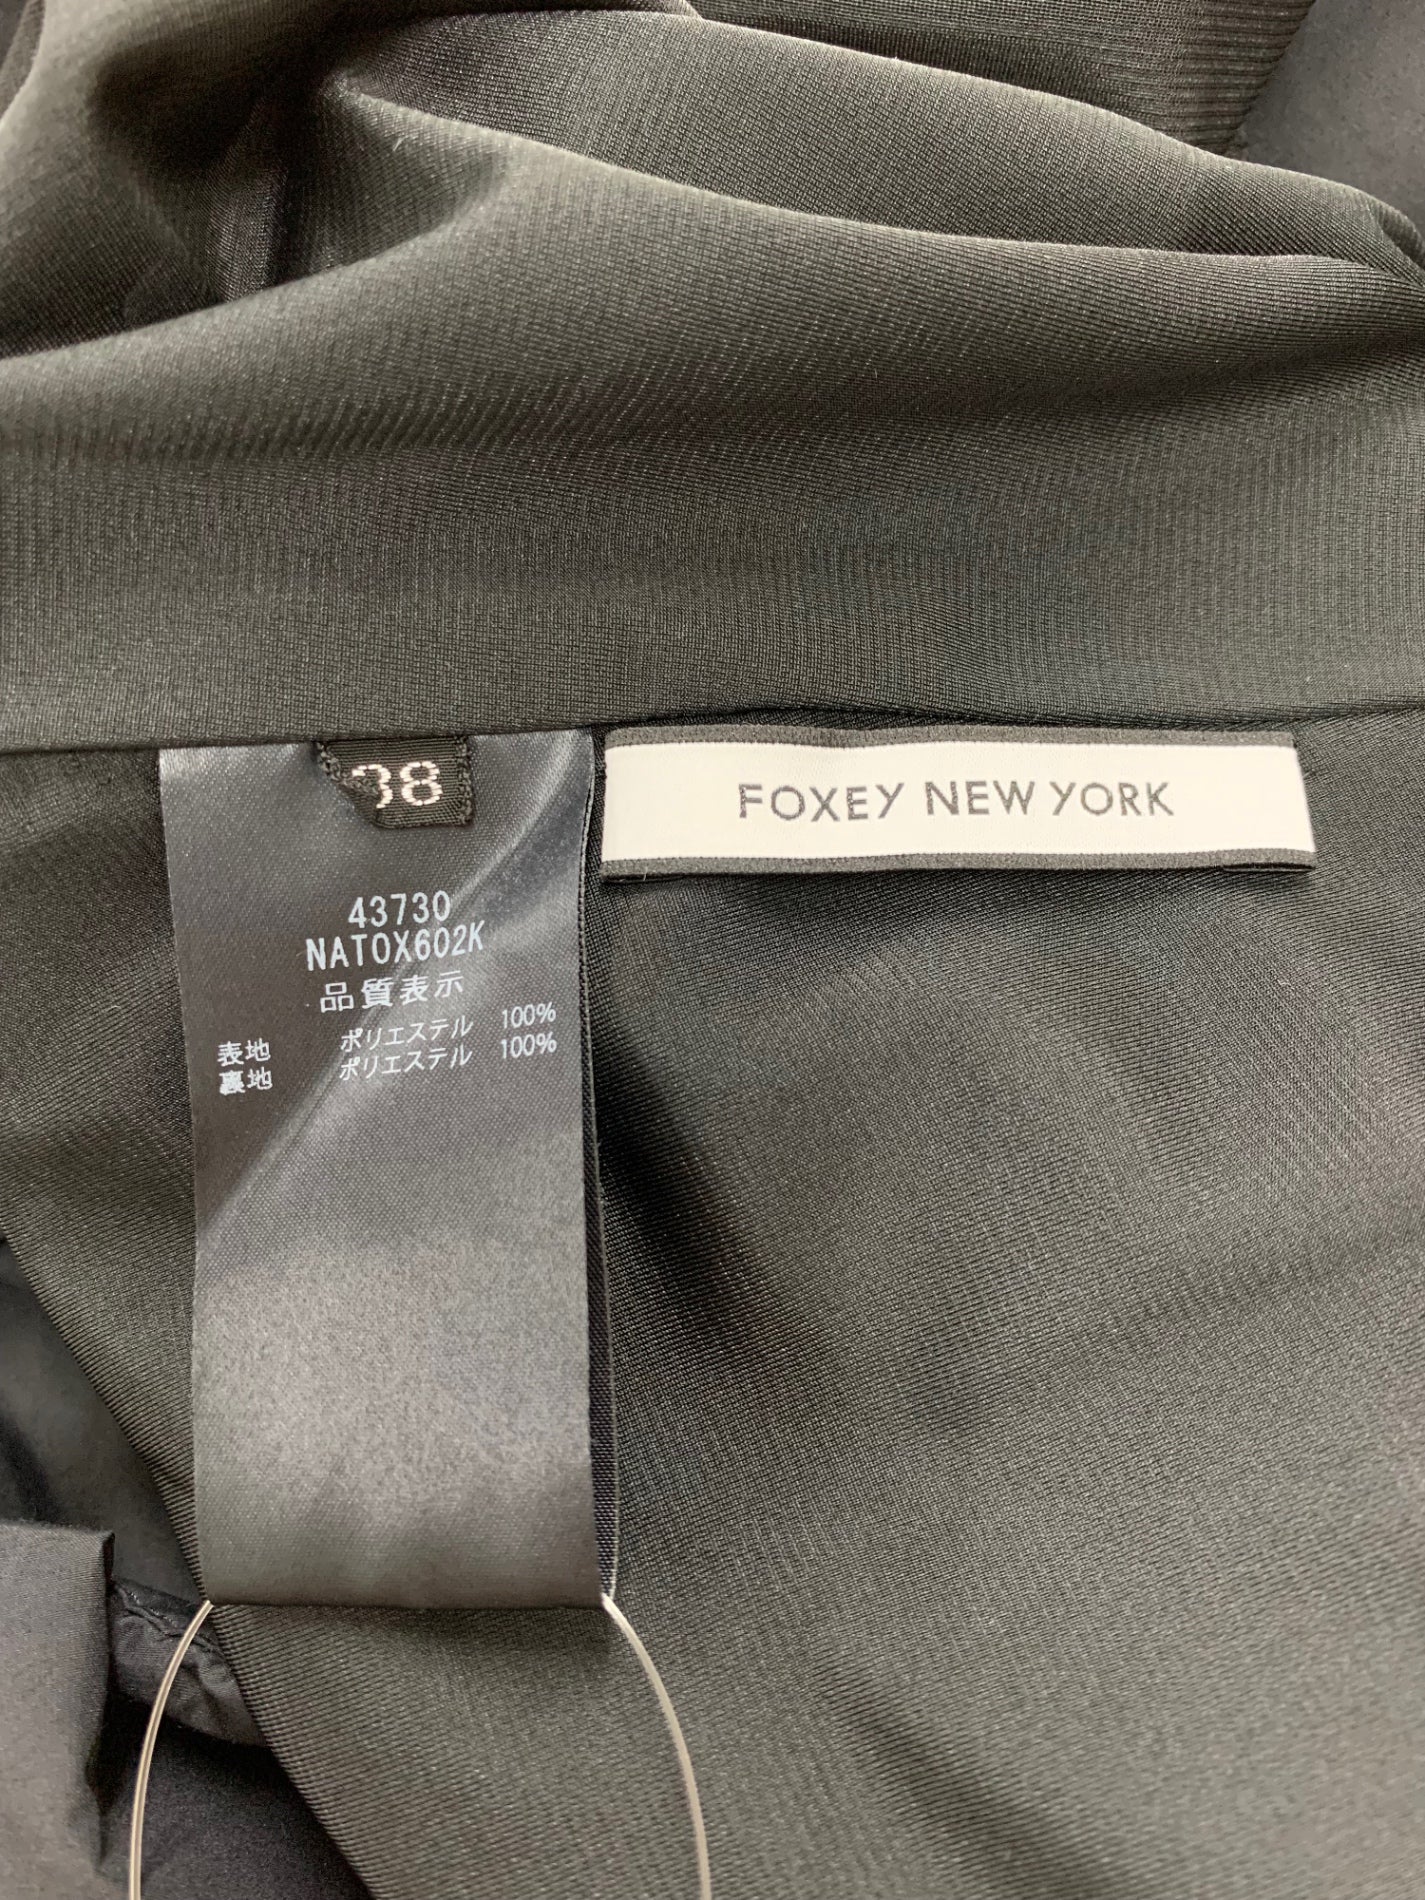 38
FOXEY NEW YORK
43730
NATOX602K
品質表示
表地 ポリエステル 100%
裏地 ポリエステル 100%